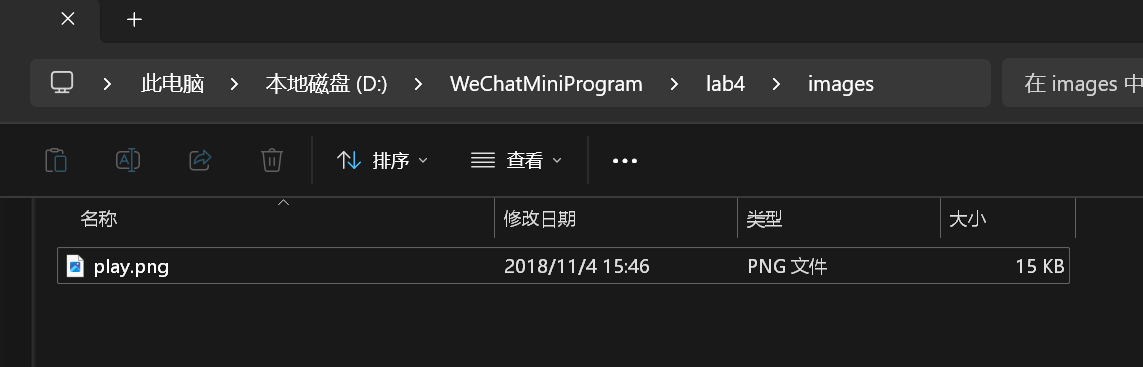 此电脑 本地磁盘 (D:) WeChatMiniProgram lab4 images 在 images 中
排序 查看
名称 修改日期 类型 大小
play.png 2018/11/4 15:46 PNG 文件 15 KB